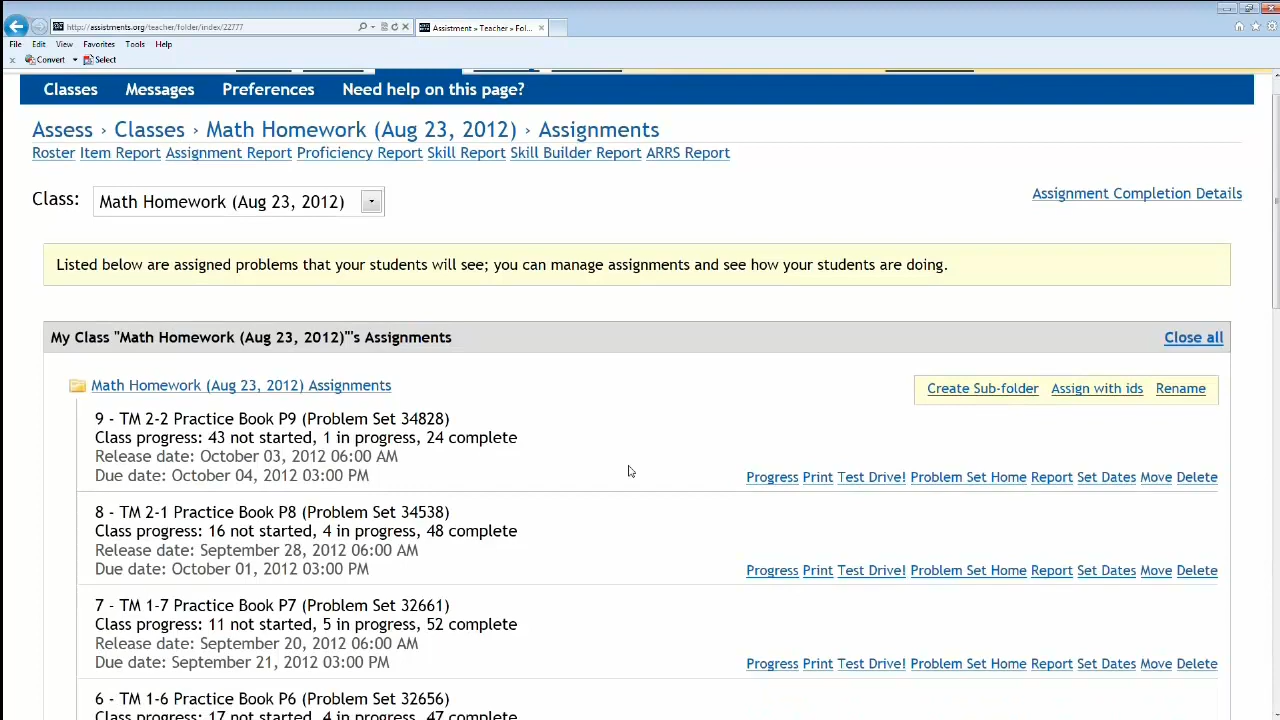 http://assistments.org/teacher/folder/index/22777
Assistment » Teacher » Fol...
File Edit View Favorites Tools Help
Convert Select
Classes Messages Preferences Need help on this page?
Assess › Classes › Math Homework (Aug 23, 2012) › Assignments
Roster Item Report Assignment Report Proficiency Report Skill Report Skill Builder Report ARRS Report
Class: Math Homework (Aug 23, 2012)
Assignment Completion Details
Listed below are assigned problems that your students will see; you can manage assignments and see how your students are doing.
My Class "Math Homework (Aug 23, 2012)"'s Assignments Close all
Math Homework (Aug 23, 2012) Assignments
Create Sub-folder Assign with ids Rename
9 - TM 2-2 Practice Book P9 (Problem Set 34828)
Class progress: 43 not started, 1 in progress, 24 complete
Release date: October 03, 2012 06:00 AM
Due date: October 04, 2012 03:00 PM
Progress Print Test Drive! Problem Set Home Report Set Dates Move Delete
8 - TM 2-1 Practice Book P8 (Problem Set 34538)
Class progress: 16 not started, 4 in progress, 48 complete
Release date: September 28, 2012 06:00 AM
Due date: October 01, 2012 03:00 PM
Progress Print Test Drive! Problem Set Home Report Set Dates Move Delete
7 - TM 1-7 Practice Book P7 (Problem Set 32661)
Class progress: 11 not started, 5 in progress, 52 complete
Release date: September 20, 2012 06:00 AM
Due date: September 21, 2012 03:00 PM
Progress Print Test Drive! Problem Set Home Report Set Dates Move Delete
6 - TM 1-6 Practice Book P6 (Problem Set 32656)
Class progress: 17 not started, 4 in progress, 47 complete